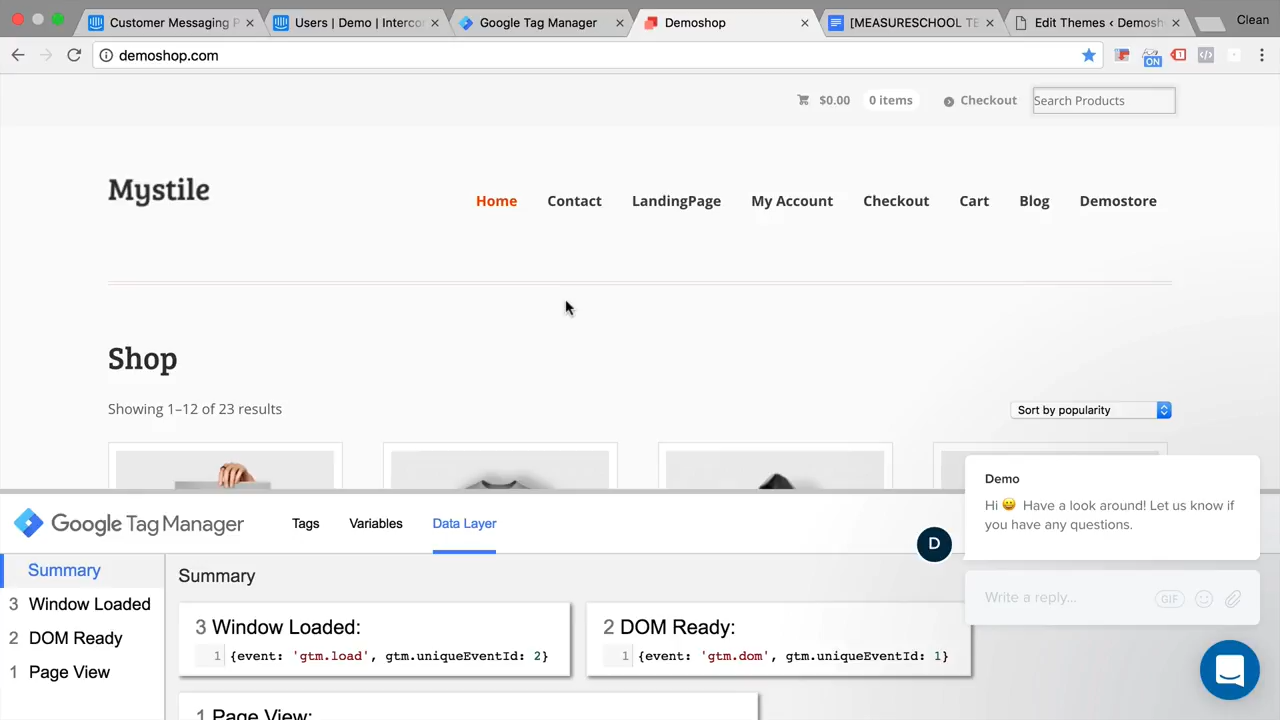 Customer Messaging P
Users | Demo | Interco
Google Tag Manager
Demoshop
[MEASURESCHOOL TE
Edit Themes ‹ Demosh
Clean
demoshop.com
ON
1
$0.00
0 items
Checkout
Search Products
Mystile
Home
Contact
LandingPage
My Account
Checkout
Cart
Blog
Demostore
Shop
Showing 1–12 of 23 results
Sort by popularity
Demo
Hi 😀 Have a look around! Let us know if
you have any questions.
D
Write a reply...
GIF
Google Tag Manager
Tags
Variables
Data Layer
Summary
3 Window Loaded
2 DOM Ready
1 Page View
Summary
3 Window Loaded:
1 {event: 'gtm.load', gtm.uniqueEventId: 2}
2 DOM Ready:
1 {event: 'gtm.dom', gtm.uniqueEventId: 1}
1 Page View: